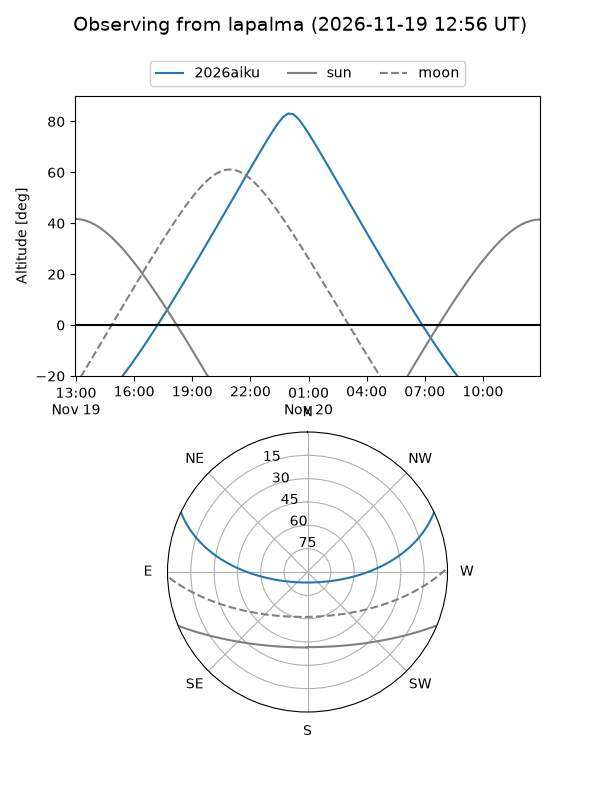 Observing from lapalma (2026-11-19 12:56 UT)
2026aiku sun moon
Altitude [deg]
80
60
40
20
0
−20
13:00 16:00 19:00 22:00 01:00 04:00 07:00 10:00
Nov 19 Nov 20
N
NE NW
15
30
45
60
75
E W
SE SW
S